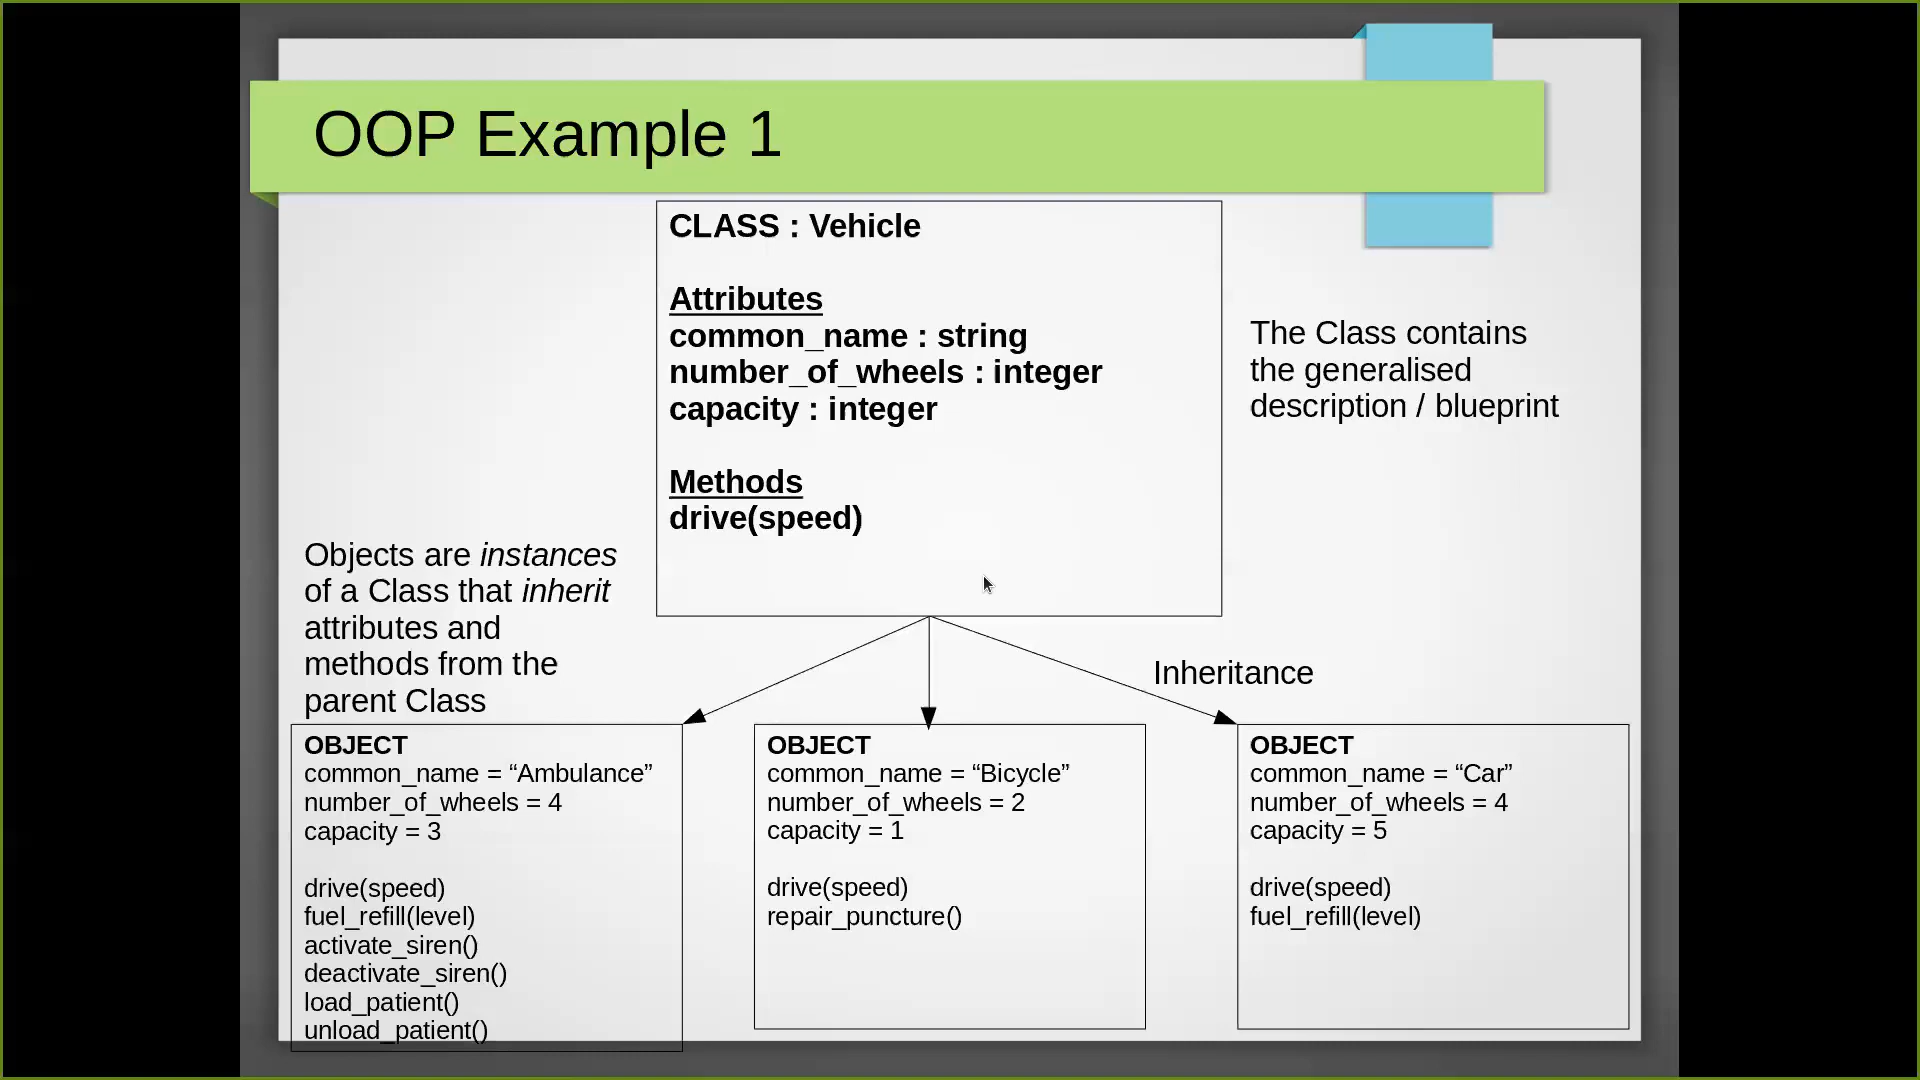 OOP Example 1
CLASS : Vehicle
Attributes
common_name : string
number_of_wheels : integer
capacity : integer
Methods
drive(speed)
The Class contains
the generalised
description / blueprint
Objects are instances
of a Class that inherit
attributes and
methods from the
parent Class
Inheritance
OBJECT
common_name = “Ambulance”
number_of_wheels = 4
capacity = 3
drive(speed)
fuel_refill(level)
activate_siren()
deactivate_siren()
load_patient()
unload_patient()
OBJECT
common_name = “Bicycle”
number_of_wheels = 2
capacity = 1
drive(speed)
repair_puncture()
OBJECT
common_name = “Car”
number_of_wheels = 4
capacity = 5
drive(speed)
fuel_refill(level)